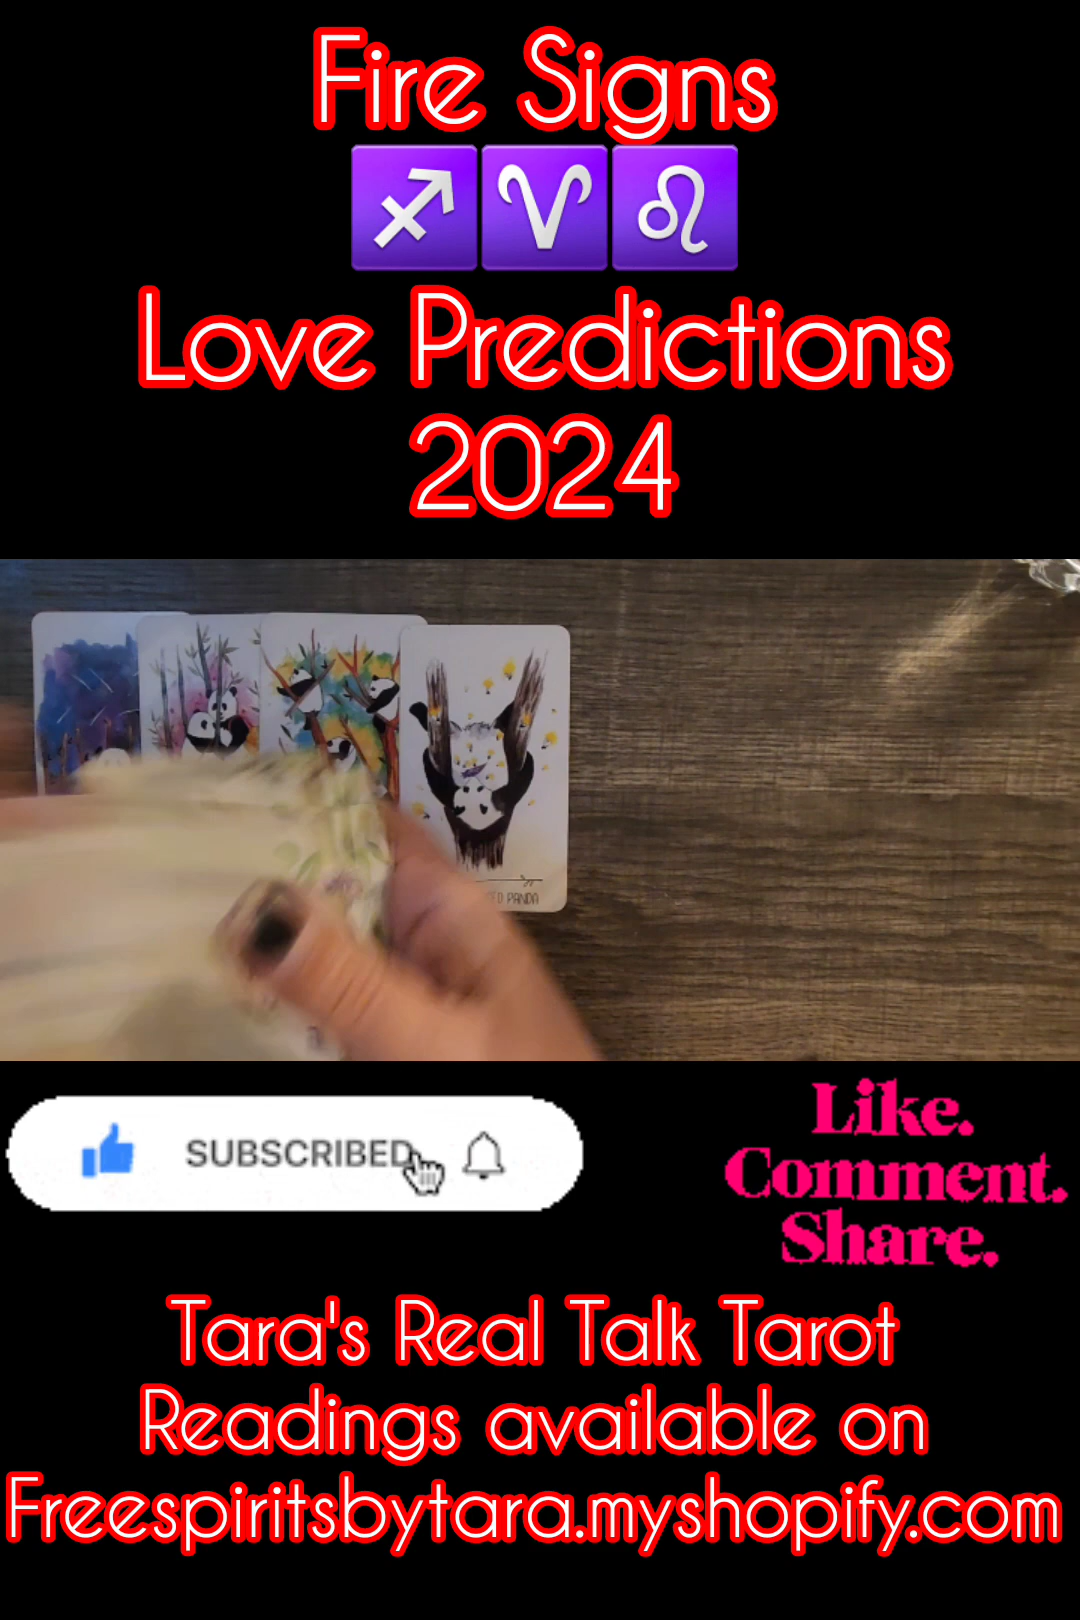 Fire Signs
♐♈♌
Love Predictions
2024
PANDA
SUBSCRIBED
Like.
Comment.
Share.
Tara's Real Talk Tarot
Readings available on
Freespiritsbytara.myshopify.com